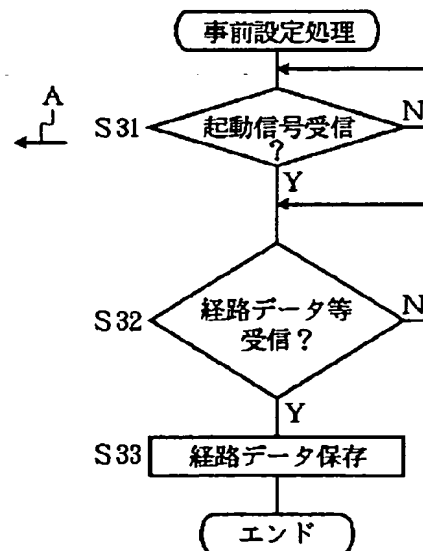 事前設定処理
A
S31
起動信号受信
?
N
Y
S32
経路データ等
受信?
N
Y
S33
経路データ保存
エンド